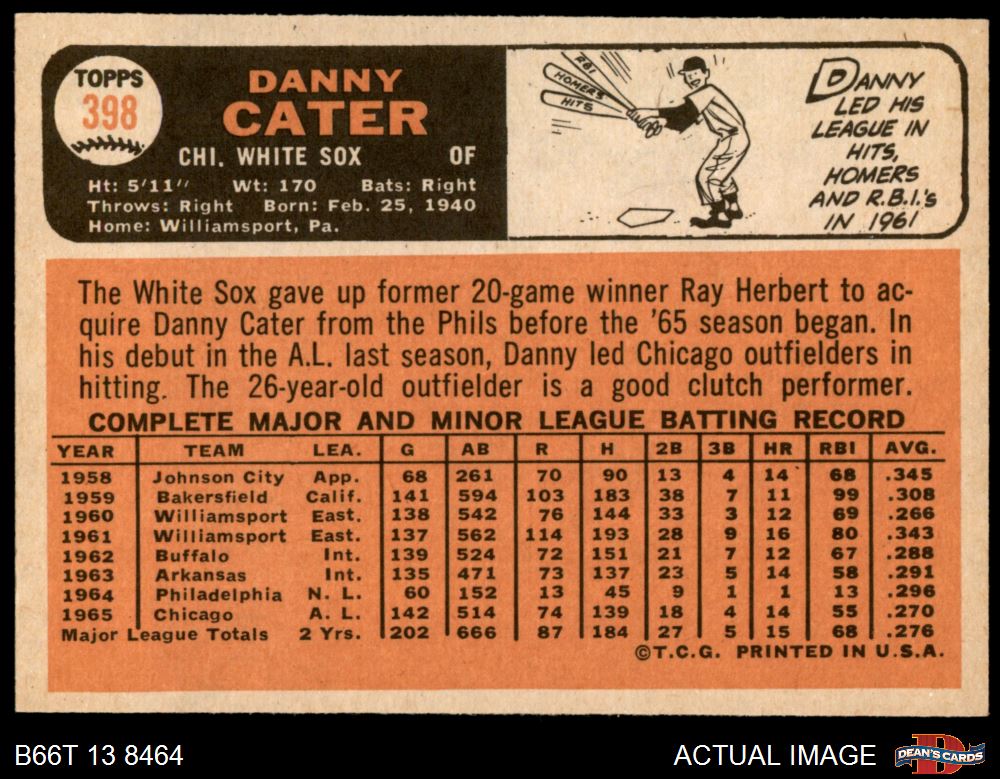 TOPPS
398
DANNY
CATER
CHI. WHITE SOX OF
Ht: 5'11" Wt: 170 Bats: Right
Throws: Right Born: Feb. 25, 1940
Home: Williamsport, Pa.
RBI
HOMERS
HITS
DANNY
LED HIS
LEAGUE IN
HITS,
HOMERS
AND R.B.I.'s
IN 1961
The White Sox gave up former 20-game winner Ray Herbert to ac-
quire Danny Cater from the Phils before the '65 season began. In
his debut in the A.L. last season, Danny led Chicago outfielders in
hitting. The 26-year-old outfielder is a good clutch performer.
COMPLETE MAJOR AND MINOR LEAGUE BATTING RECORD
YEAR TEAM LEA. G AB R H 2B 3B HR RBI AVG.
1958 Johnson City App. 68 261 70 90 13 4 14 68 .345
1959 Bakersfield Calif. 141 594 103 183 38 7 11 99 .308
1960 Williamsport East. 138 542 76 144 33 3 12 69 .266
1961 Williamsport East. 137 562 114 193 28 9 16 80 .343
1962 Buffalo Int. 139 524 72 151 21 7 12 67 .288
1963 Arkansas Int. 135 471 73 137 23 5 14 58 .291
1964 Philadelphia N. L. 60 152 13 45 9 1 1 13 .296
1965 Chicago A. L. 142 514 74 139 18 4 14 55 .270
Major League Totals 2 Yrs. 202 666 87 184 27 5 15 68 .276
©T.C.G. PRINTED IN U.S.A.
B66T 13 8464
ACTUAL IMAGE
DEAN'S CARDS